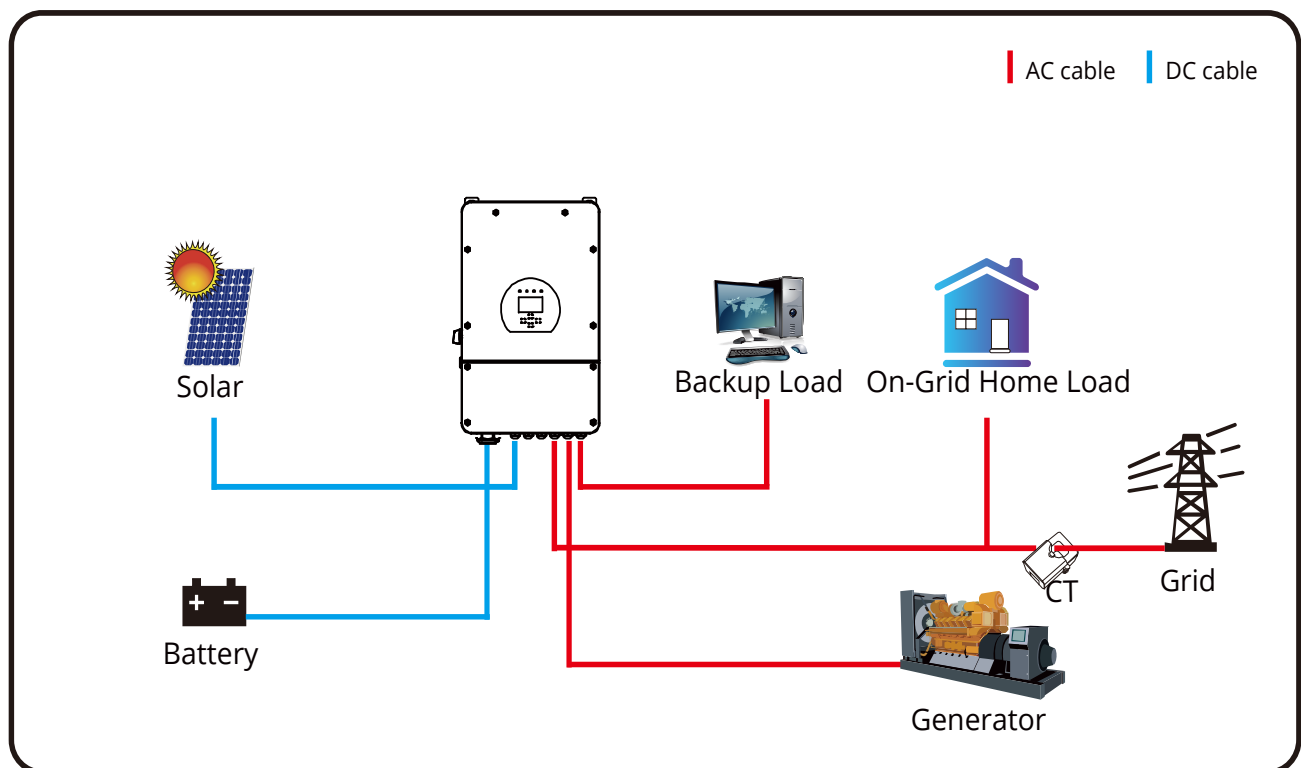 AC cable
DC cable
Solar
Backup Load
On-Grid Home Load
+ −
Battery
CT
Grid
Generator